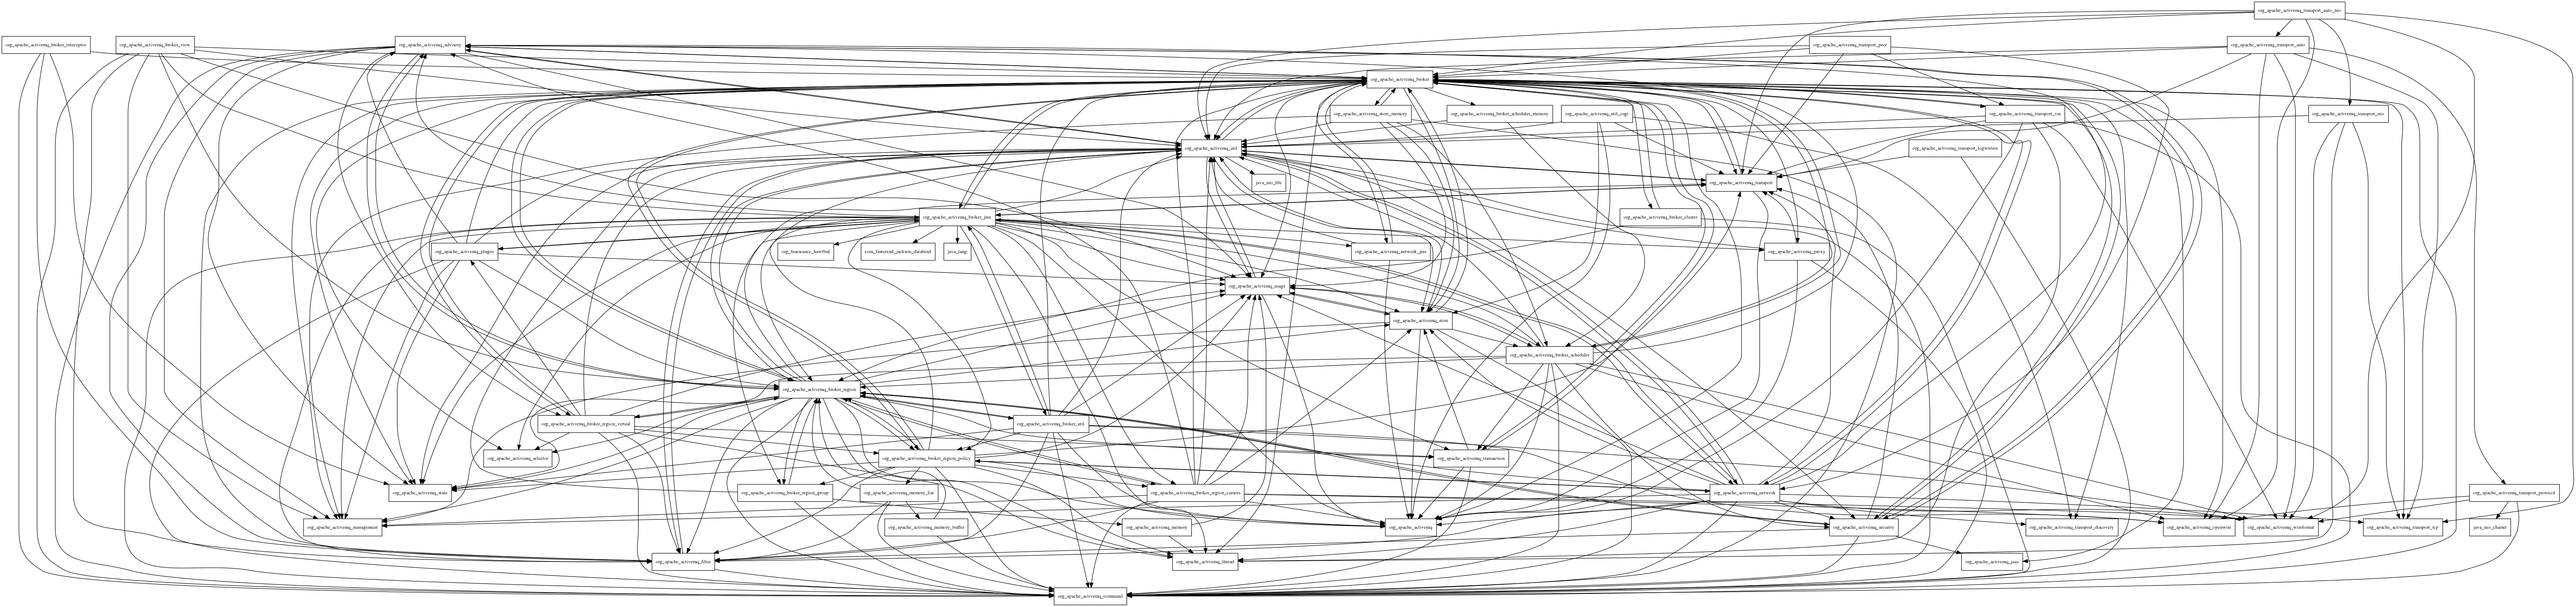 org_apache_activemq_transport_auto_nio
org_apache_activemq_broker_interceptor
org_apache_activemq_broker_view
org_apache_activemq_advisory
org_apache_activemq_transport_peer
org_apache_activemq_transport_auto
org_apache_activemq_broker
org_apache_activemq_store_memory
org_apache_activemq_broker_scheduler_memory
org_apache_activemq_util_osgi
org_apache_activemq_transport_vm
org_apache_activemq_transport_nio
org_apache_activemq_util
org_apache_activemq_transport_logwriters
java_nio_file
org_apache_activemq_transport
org_apache_activemq_broker_jmx
org_apache_activemq_broker_cluster
org_apache_activemq_plugin
org_fusesource_hawtbuf
com_fasterxml_jackson_databind
java_lang
org_apache_activemq_network_jms
org_apache_activemq_proxy
org_apache_activemq_usage
org_apache_activemq_store
org_apache_activemq_broker_scheduler
org_apache_activemq_broker_region
org_apache_activemq_broker_region_virtual
org_apache_activemq_broker_util
org_apache_activemq_selector
org_apache_activemq_broker_region_policy
org_apache_activemq_transaction
org_apache_activemq_state
org_apache_activemq_broker_region_group
org_apache_activemq_memory_list
org_apache_activemq_broker_region_cursors
org_apache_activemq_network
org_apache_activemq_transport_protocol
org_apache_activemq_management
org_apache_activemq_memory_buffer
org_apache_activemq_memory
org_apache_activemq
org_apache_activemq_security
org_apache_activemq_transport_discovery
org_apache_activemq_openwire
org_apache_activemq_wireformat
org_apache_activemq_transport_tcp
java_nio_channel
org_apache_activemq_filter
org_apache_activemq_thread
org_apache_activemq_jaas
org_apache_activemq_command